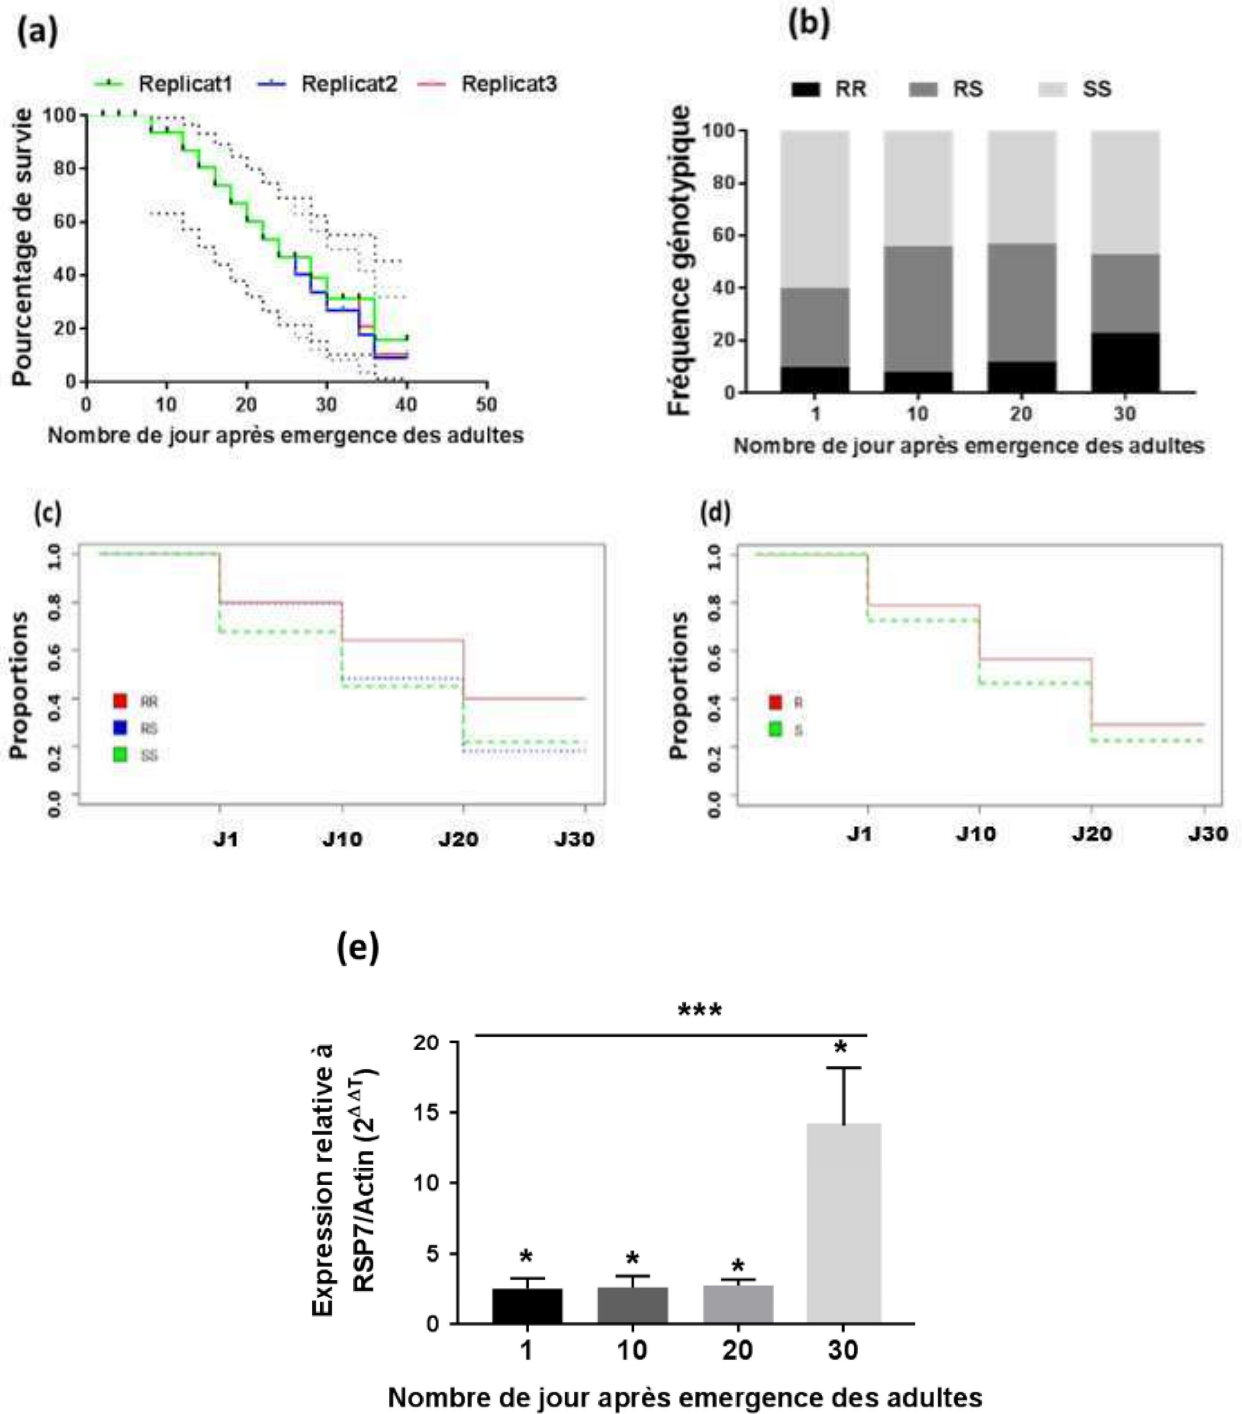 (a)
Replicat1 Replicat2 Replicat3
Pourcentage de survie
100
80
60
40
20
0
0 10 20 30 40 50
Nombre de jour après emergence des adultes
(b)
RR RS SS
Fréquence génotypique
100
80
60
40
20
0
1 10 20 30
Nombre de jour après emergence des adultes
(c)
Proportions
1.0
0.8
0.6
0.4
0.2
0.0
RR
RS
SS
J1 J10 J20 J30
(d)
Proportions
1.0
0.8
0.6
0.4
0.2
0.0
R
S
J1 J10 J20 J30
(e)
***
Expression relative à
RSP7/Actin (2^ΔΔT)
20
15
10
5
0
* * * *
1 10 20 30
Nombre de jour après emergence des adultes